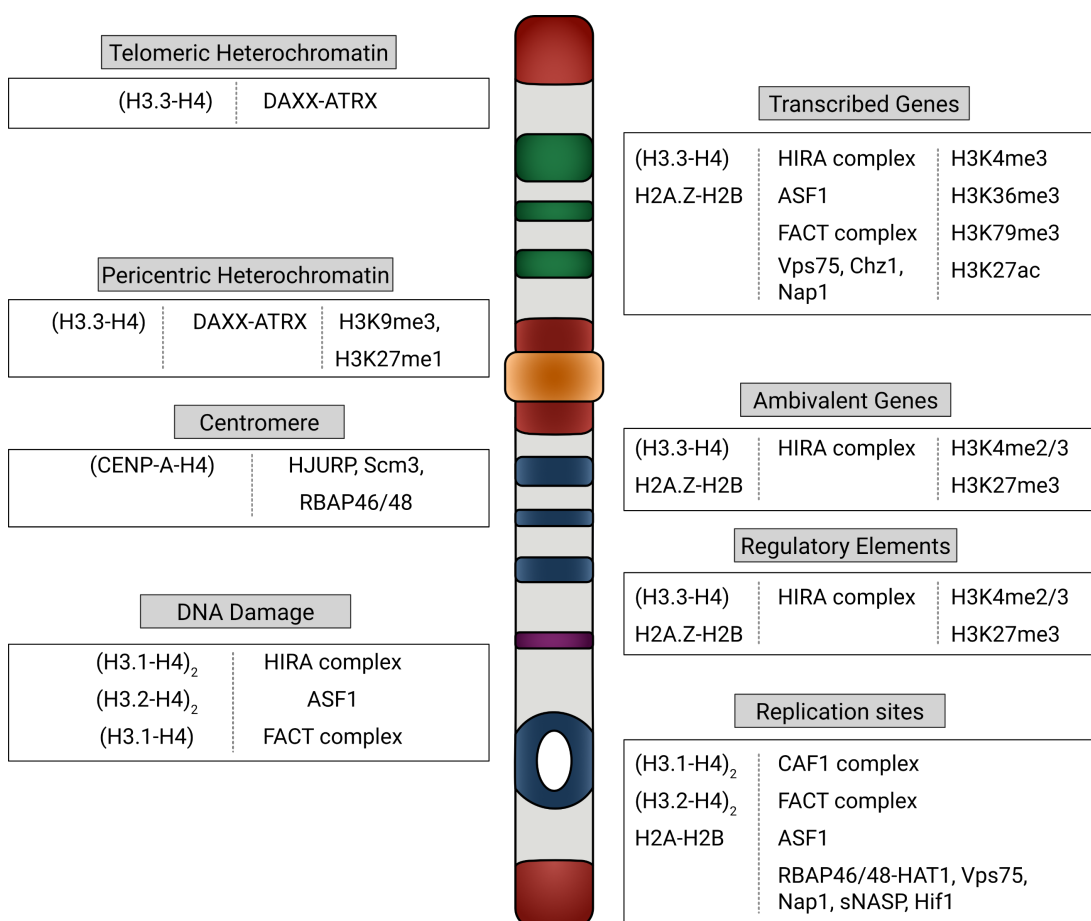 Telomeric Heterochromatin
(H3.3-H4) DAXX-ATRX
Pericentric Heterochromatin
(H3.3-H4) DAXX-ATRX H3K9me3,
H3K27me1
Centromere
(CENP-A-H4) HJURP, Scm3,
RBAP46/48
DNA Damage
(H3.1-H4)₂ HIRA complex
(H3.2-H4)₂ ASF1
(H3.1-H4) FACT complex
Transcribed Genes
(H3.3-H4) HIRA complex H3K4me3
H2A.Z-H2B ASF1 H3K36me3
FACT complex H3K79me3
Vps75, Chz1, H3K27ac
Nap1
Ambivalent Genes
(H3.3-H4) HIRA complex H3K4me2/3
H2A.Z-H2B H3K27me3
Regulatory Elements
(H3.3-H4) HIRA complex H3K4me2/3
H2A.Z-H2B H3K27me3
Replication sites
(H3.1-H4)₂ CAF1 complex
(H3.2-H4)₂ FACT complex
H2A-H2B ASF1
RBAP46/48-HAT1, Vps75,
Nap1, sNASP, Hif1